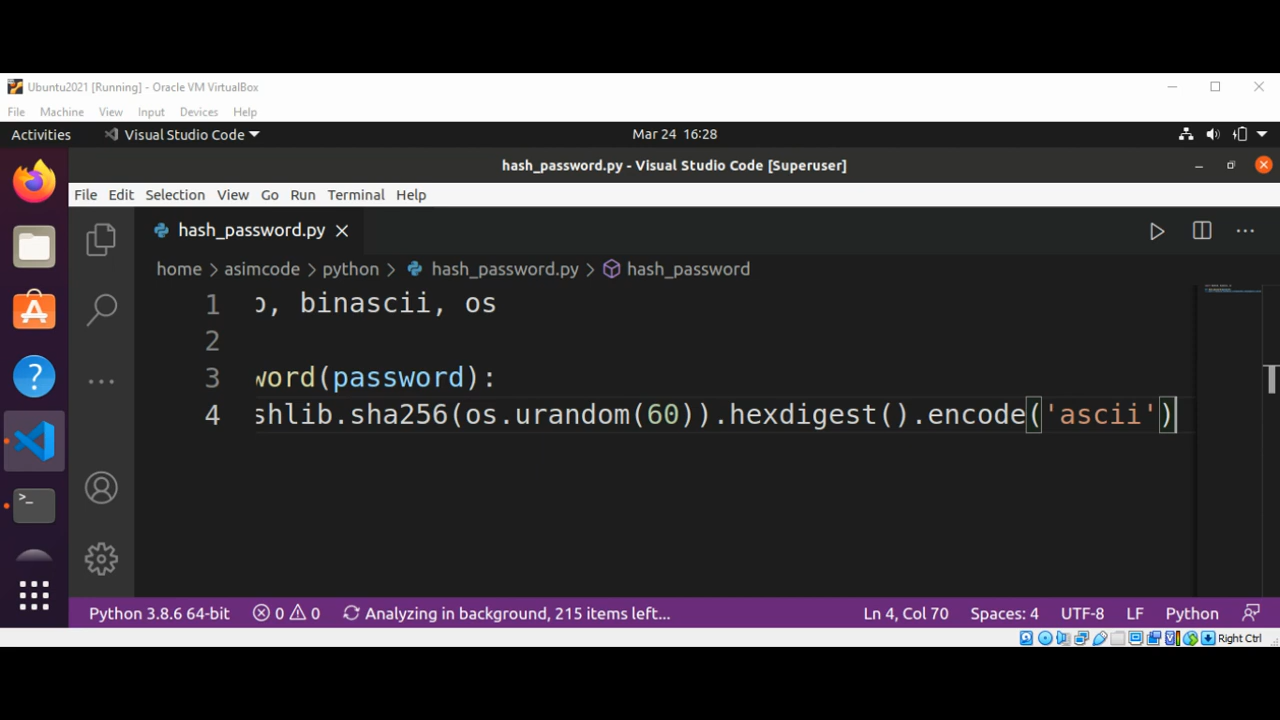 Ubuntu2021 [Running] - Oracle VM VirtualBox
File Machine View Input Devices Help
Activities Visual Studio Code Mar 24 16:28
hash_password.py - Visual Studio Code [Superuser]
File Edit Selection View Go Run Terminal Help
hash_password.py
home > asimcode > python > hash_password.py > hash_password
1 b, binascii, os
2
3 word(password):
4 shlib.sha256(os.urandom(60)).hexdigest().encode('ascii')
Python 3.8.6 64-bit 0 0 Analyzing in background, 215 items left... Ln 4, Col 70 Spaces: 4 UTF-8 LF Python
Right Ctrl